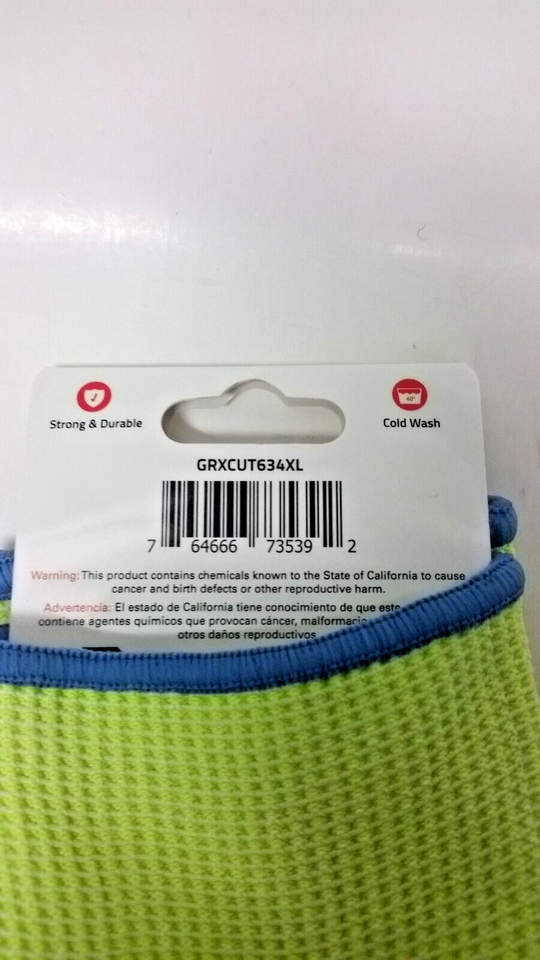 Strong & Durable
40°
Cold Wash
GRXCUT634XL
7 64666 73539 2
Warning: This product contains chemicals known to the State of California to cause
cancer and birth defects or other reproductive harm.
Advertencia: El estado de California tiene conocimiento de que este
contiene agentes químicos que provocan cáncer,
otros daños reproductivos